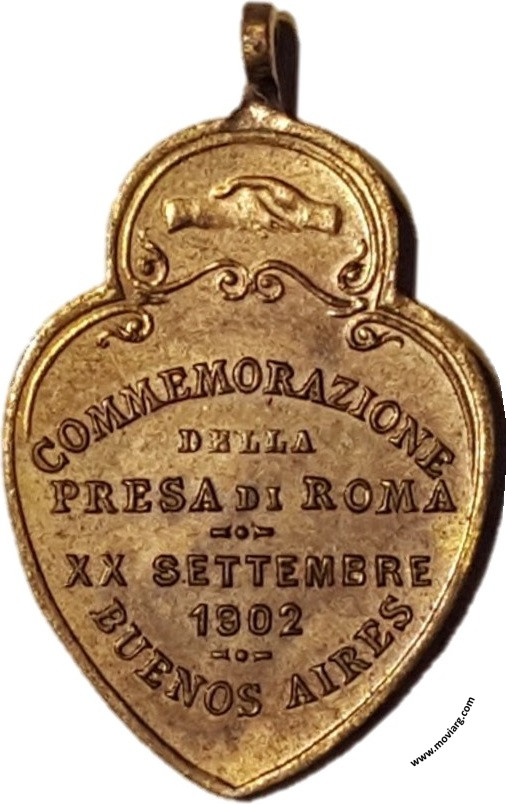 COMMEMORAZIONE
DELLA
PRESA DI ROMA
XX SETTEMBRE
1902
BUENOS AIRES
www.moviarg.com